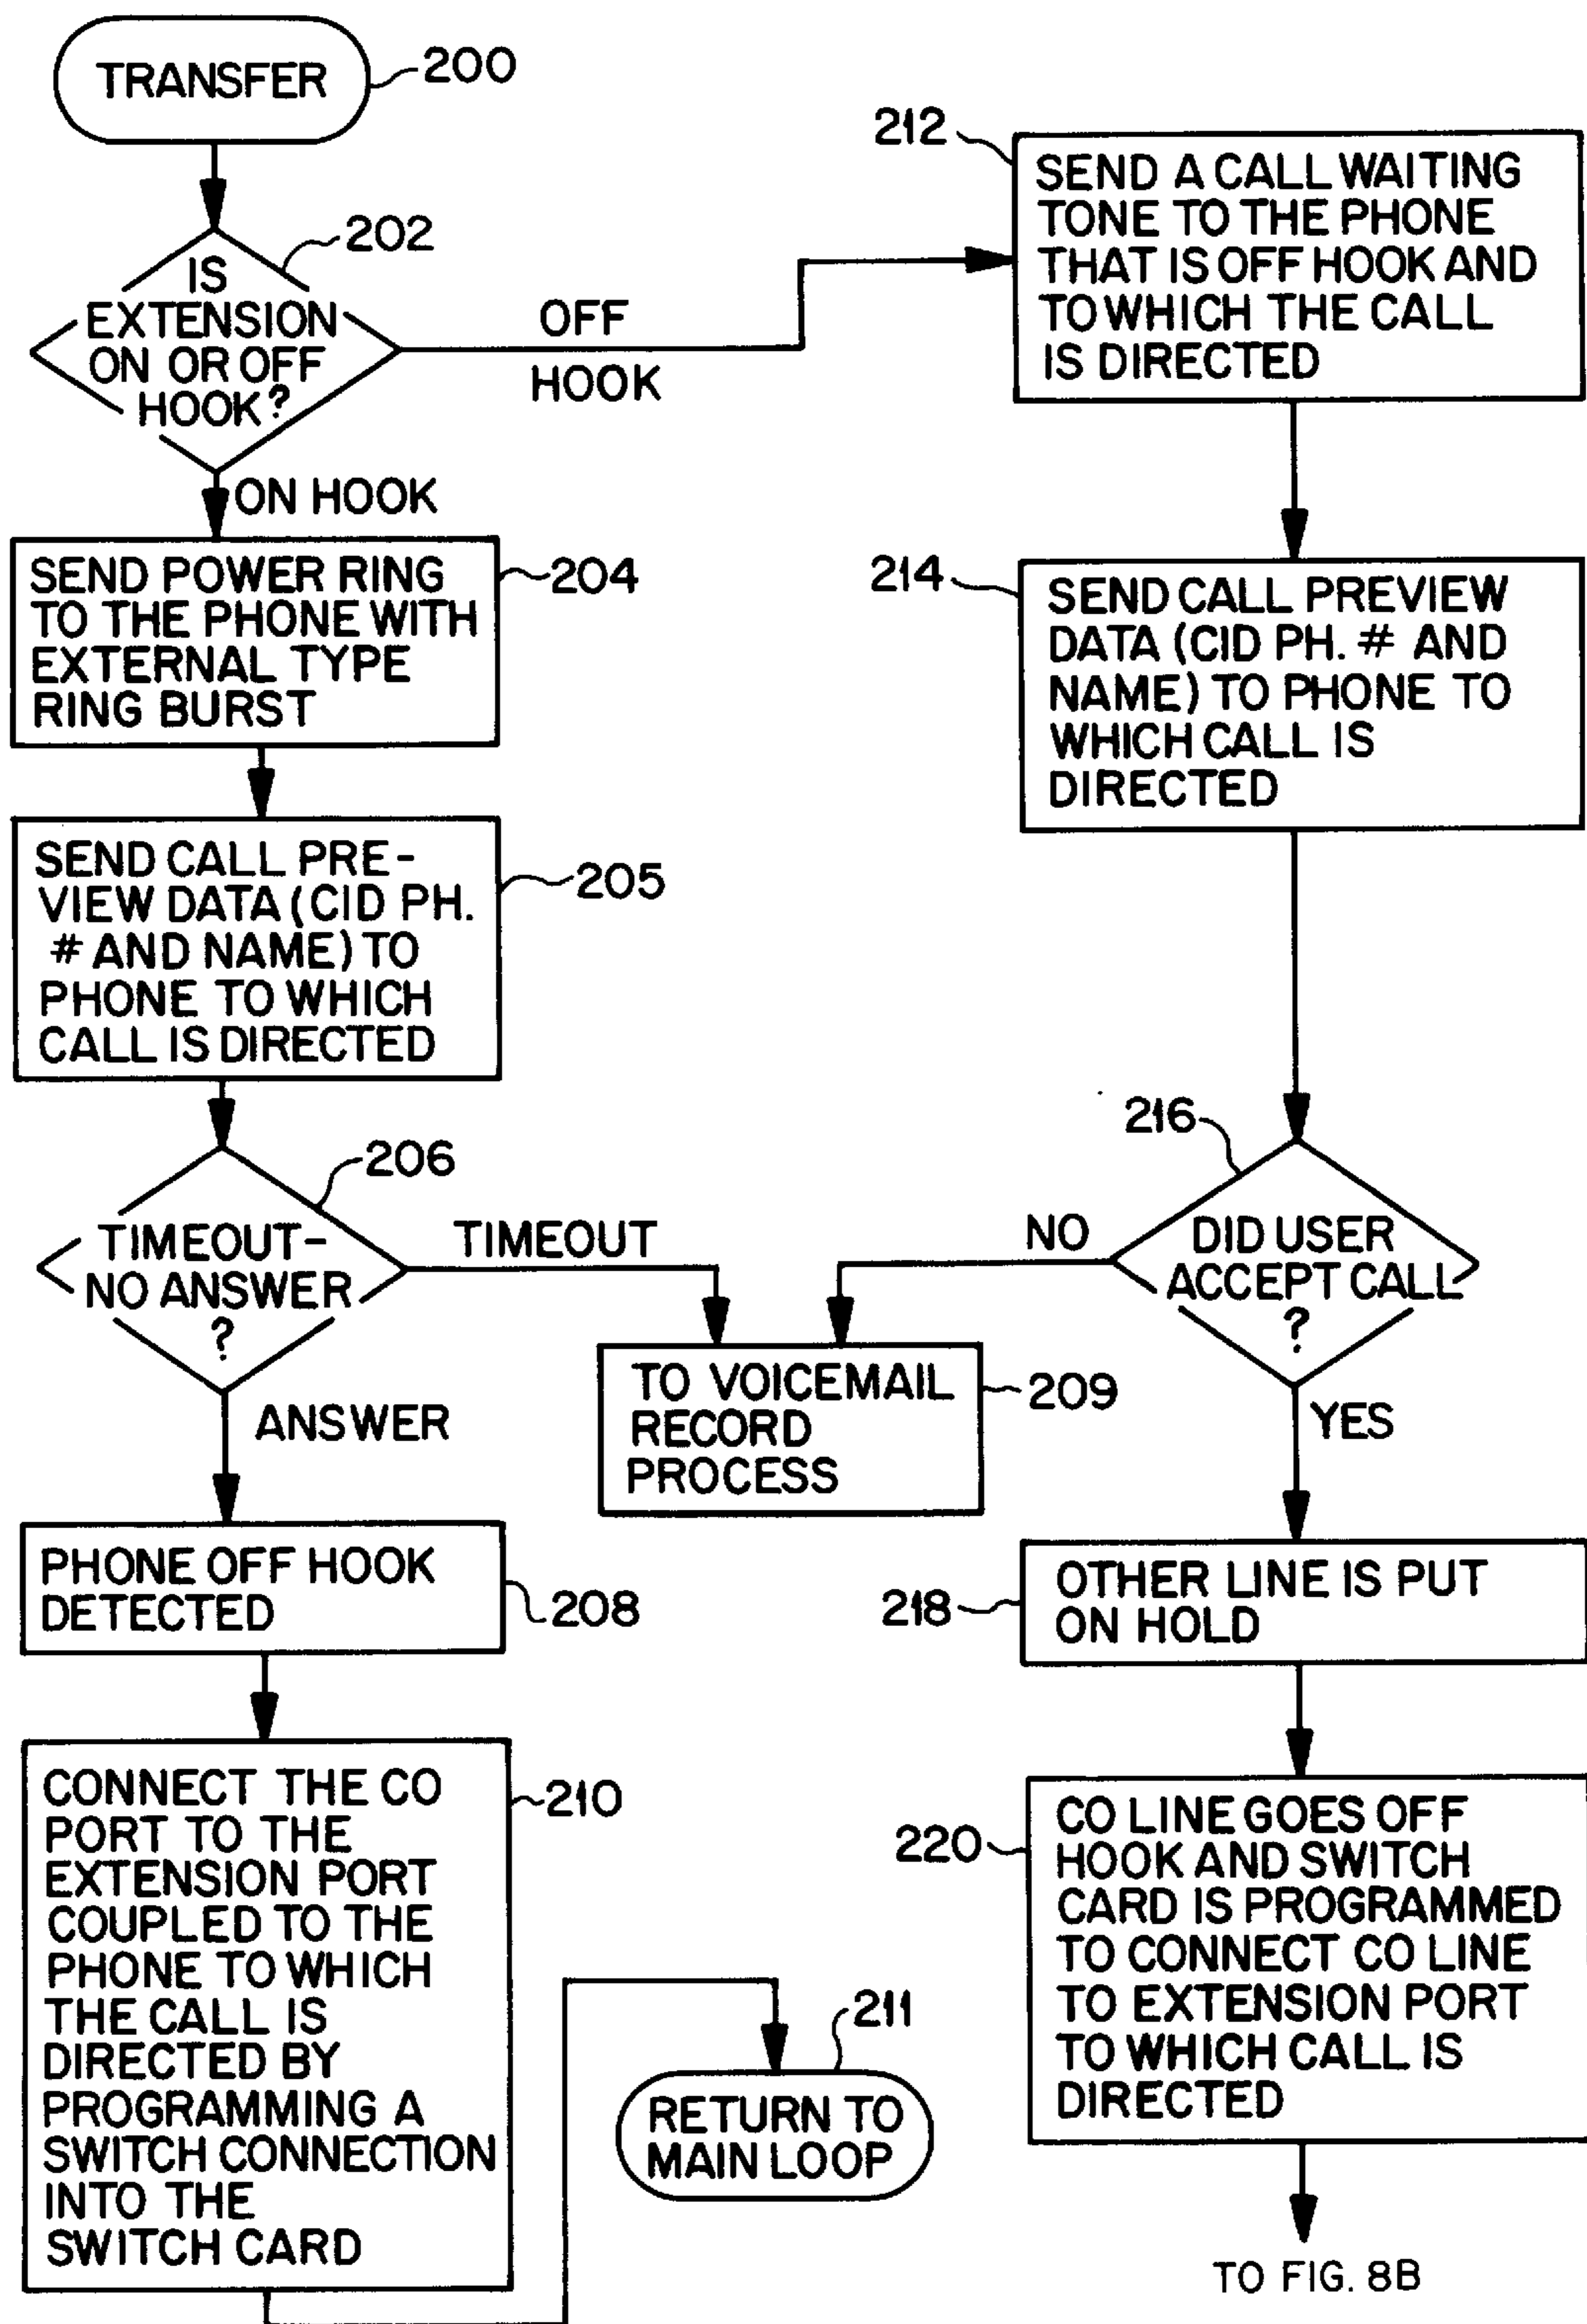 TRANSFER
200
202
IS
EXTENSION
ON OR OFF
HOOK?
OFF
HOOK
ON HOOK
SEND POWER RING
TO THE PHONE WITH
EXTERNAL TYPE
RING BURST
204
SEND CALL PRE-
VIEW DATA (CID PH.
# AND NAME) TO
PHONE TO WHICH
CALL IS DIRECTED
205
206
TIMEOUT-
NO ANSWER
?
TIMEOUT
ANSWER
TO VOICEMAIL
RECORD
PROCESS
209
PHONE OFF HOOK
DETECTED
208
CONNECT THE CO
PORT TO THE
EXTENSION PORT
COUPLED TO THE
PHONE TO WHICH
THE CALL IS
DIRECTED BY
PROGRAMMING A
SWITCH CONNECTION
INTO THE
SWITCH CARD
210
211
RETURN TO
MAIN LOOP
212
SEND A CALL WAITING
TONE TO THE PHONE
THAT IS OFF HOOK AND
TO WHICH THE CALL
IS DIRECTED
214
SEND CALL PREVIEW
DATA (CID PH. # AND
NAME) TO PHONE TO
WHICH CALL IS
DIRECTED
216
DID USER
ACCEPT CALL
?
NO
YES
218
OTHER LINE IS PUT
ON HOLD
220
CO LINE GOES OFF
HOOK AND SWITCH
CARD IS PROGRAMMED
TO CONNECT CO LINE
TO EXTENSION PORT
TO WHICH CALL IS
DIRECTED
TO FIG. 8B